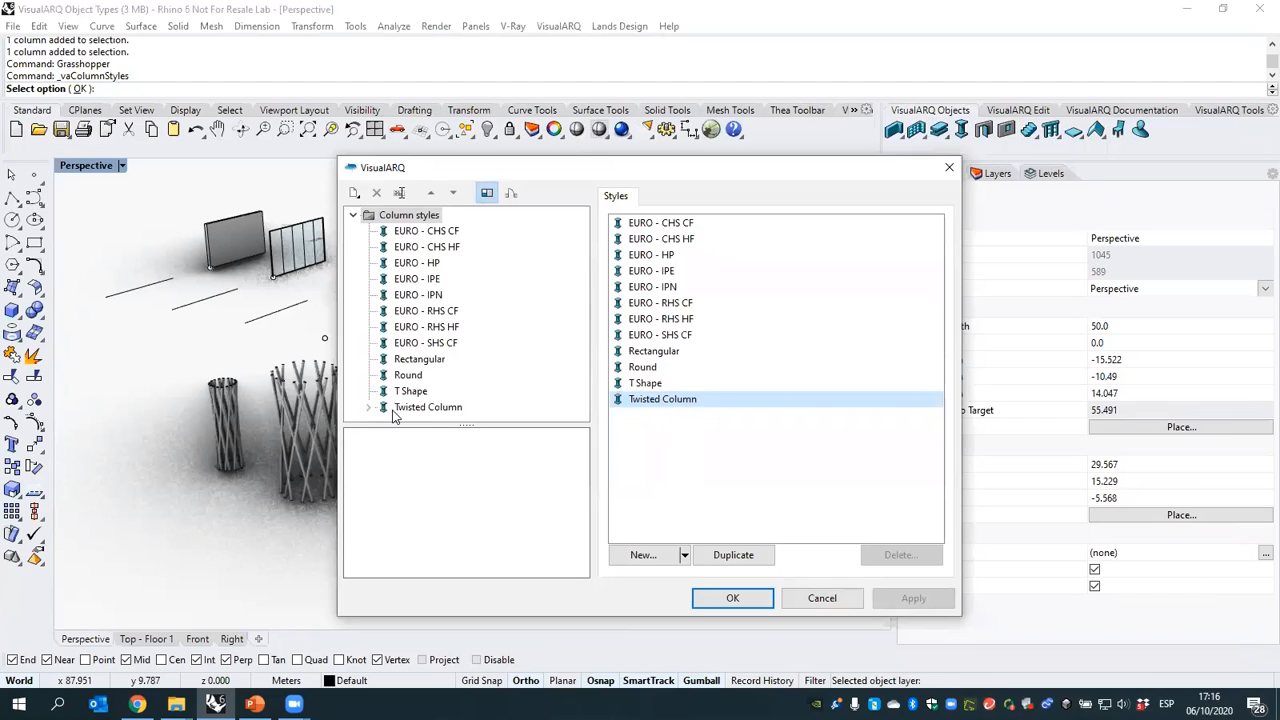 VisualARQ Object Types (3 MB) - Rhino 6 Not For Resale Lab - [Perspective]
File Edit View Curve Surface Solid Mesh Dimension Transform Tools Analyze Render Panels V-Ray VisualARQ Lands Design Help
1 column added to selection.
1 column added to selection.
Command: Grasshopper
Command: _vaColumnStyles
Select option ( OK ):
Standard CPlanes Set View Display Select Viewport Layout Visibility Drafting Transform Curve Tools Surface Tools Solid Tools Mesh Tools Thea Toolbar V
VisualARQ Objects VisualARQ Edit VisualARQ Documentation VisualARQ Tools
Perspective
Layers Levels
VisualARQ
Styles
Column styles
EURO - CHS CF
EURO - CHS HF
EURO - HP
EURO - IPE
EURO - IPN
EURO - RHS CF
EURO - RHS HF
EURO - SHS CF
Rectangular
Round
T Shape
Twisted Column
EURO - CHS CF
EURO - CHS HF
EURO - HP
EURO - IPE
EURO - IPN
EURO - RHS CF
EURO - RHS HF
EURO - SHS CF
Rectangular
Round
T Shape
Twisted Column
New... Duplicate Delete...
OK Cancel Apply
Perspective
1045
589
Perspective
50.0
0.0
-15.522
-10.49
14.047
o Target 55.491
Place...
29.567
15.229
-5.568
Place...
(none) ...
Perspective Top - Floor 1 Front Right
End Near Point Mid Cen Int Perp Tan Quad Knot Vertex Project Disable
World x 87.951 y 9.787 z 0.000 Meters Default Grid Snap Ortho Planar Osnap SmartTrack Gumball Record History Filter Selected object layer:
ESP
17:16
06/10/2020
28